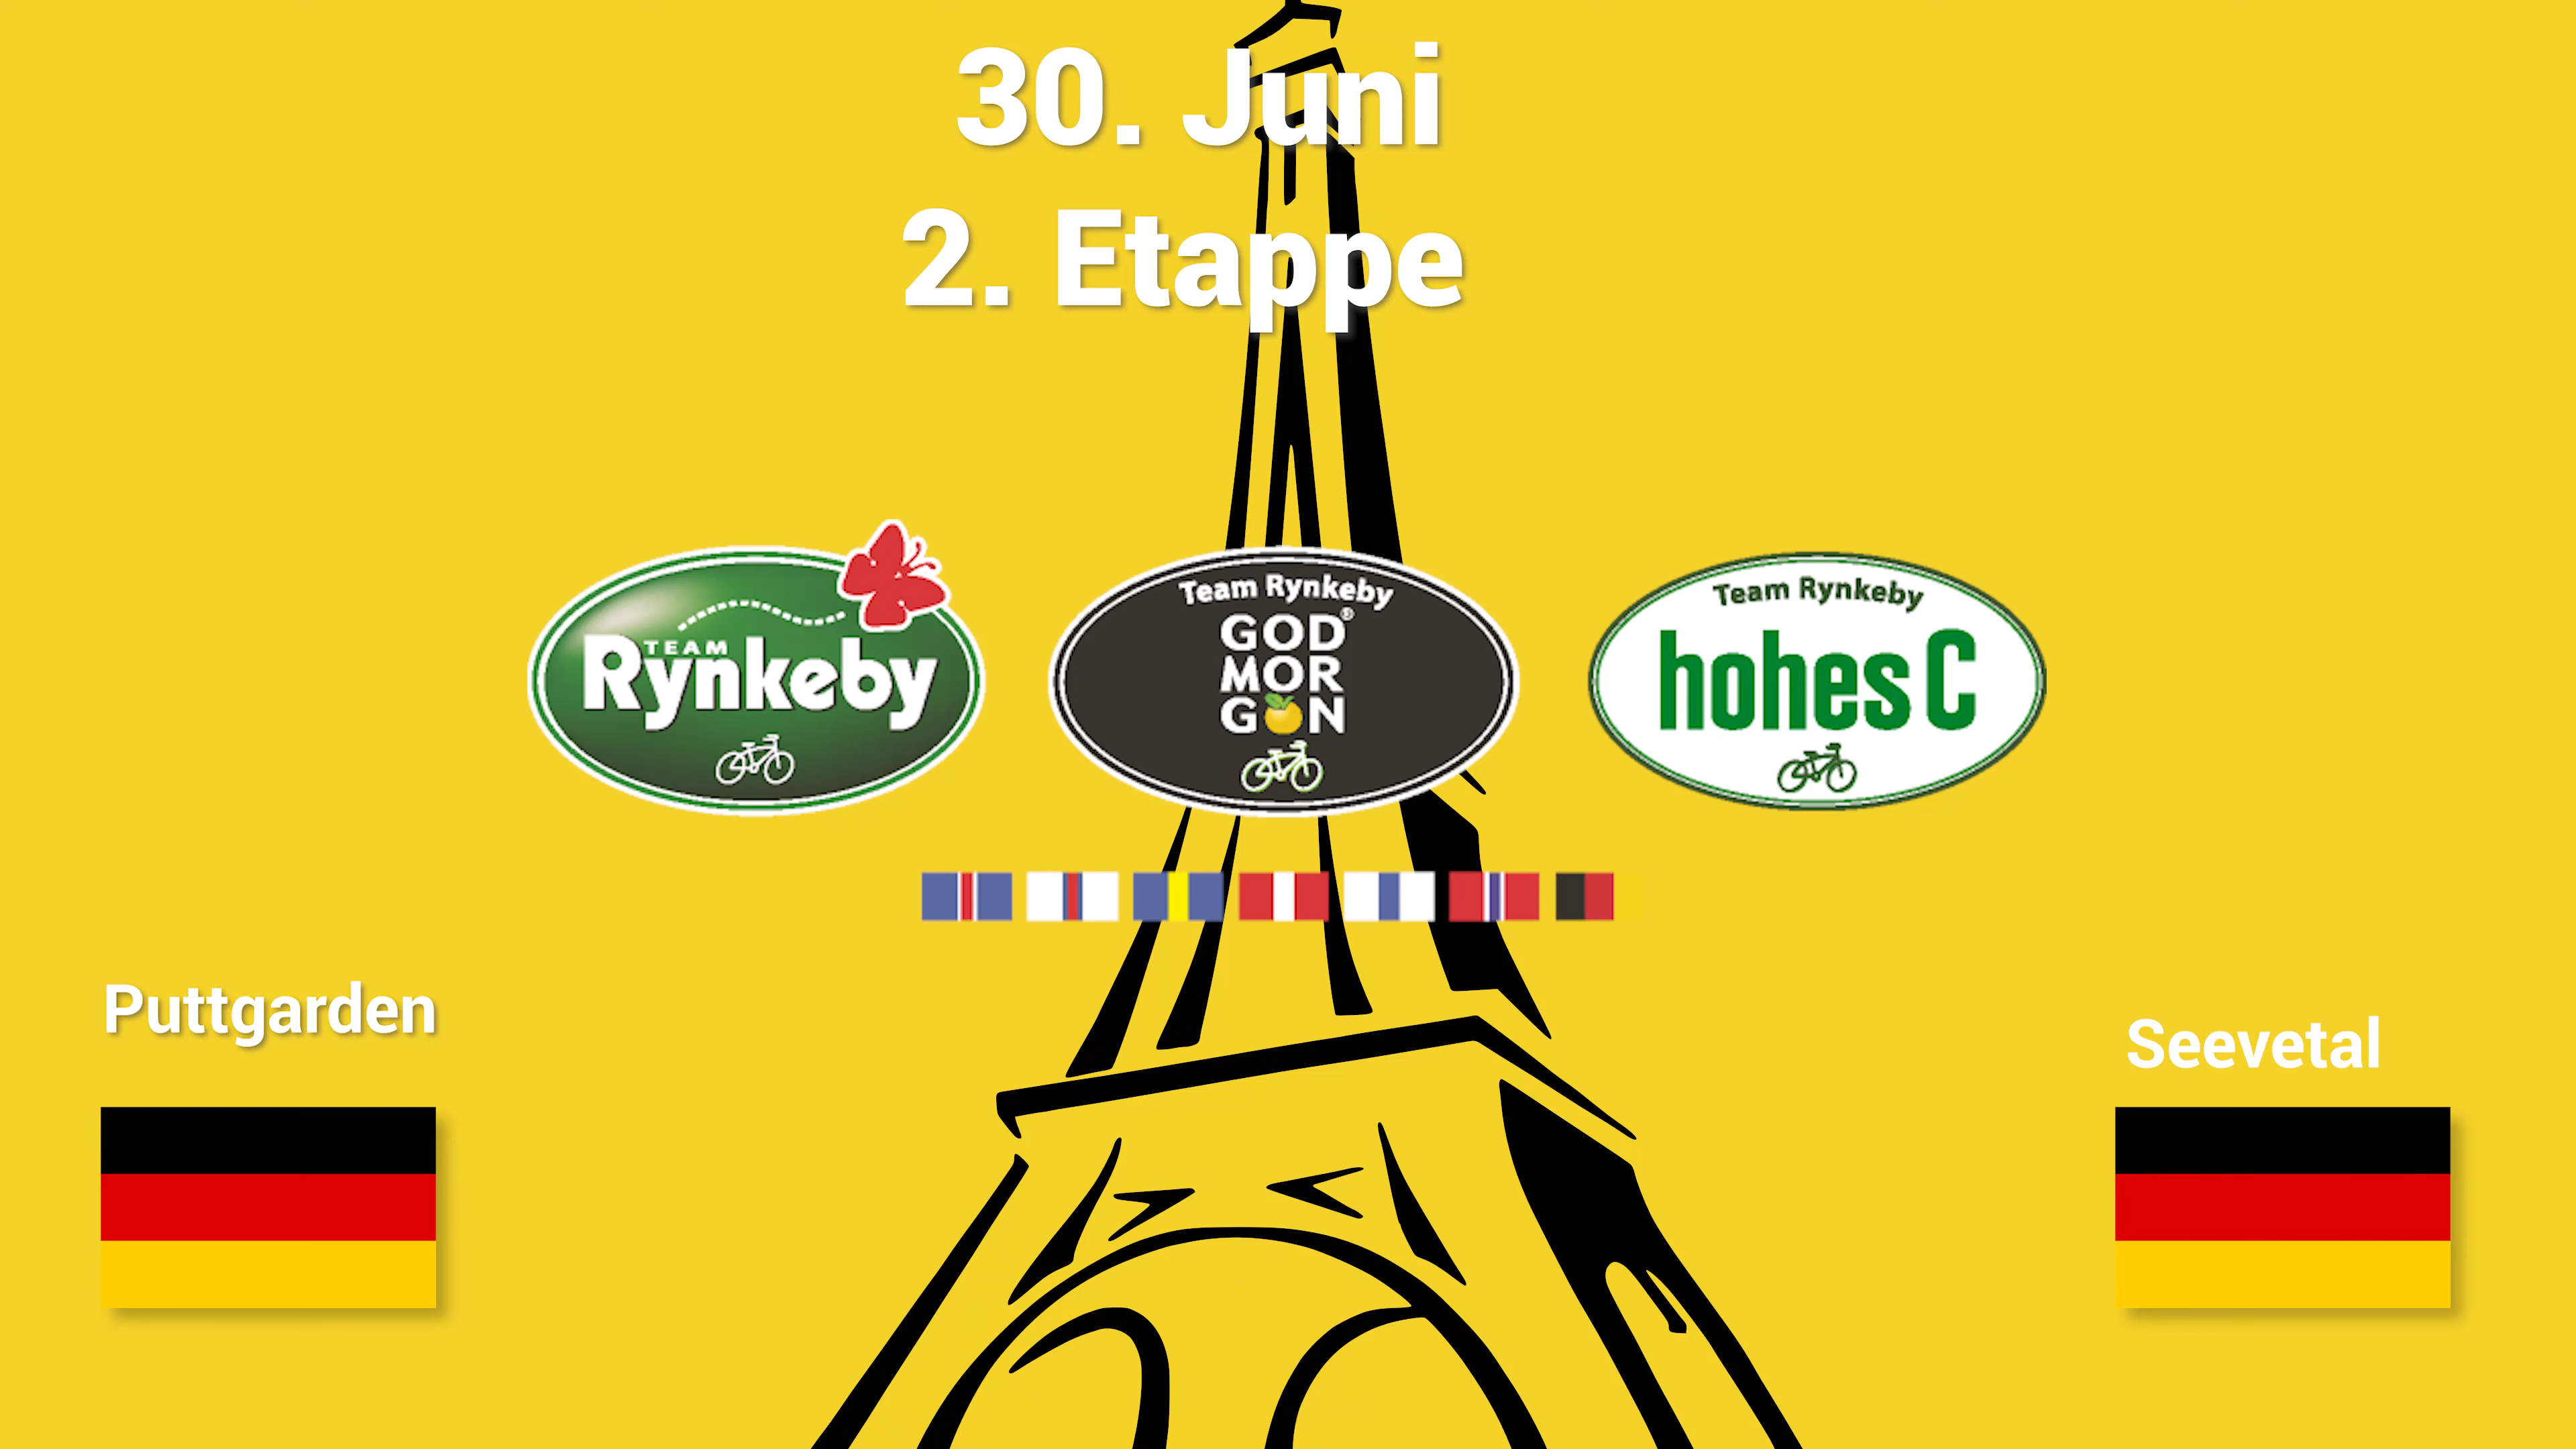 30. Juni
2. Etappe
TEAM
Rynkeby
Team Rynkeby
GOD®
MOR
GON
Team Rynkeby
hohes C
Puttgarden
Seevetal